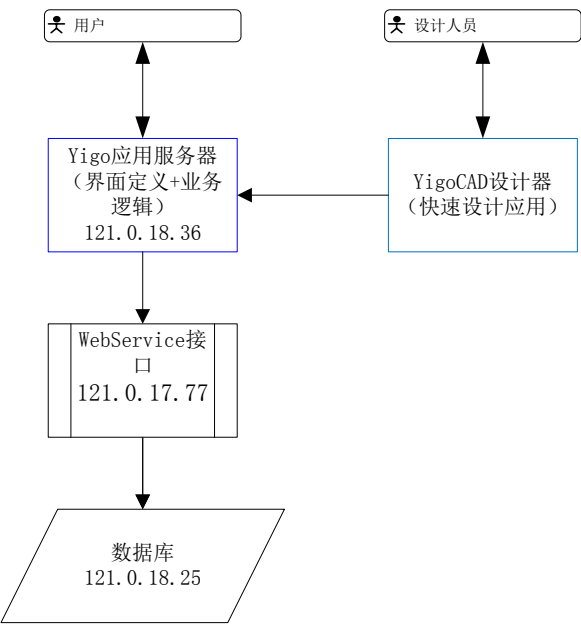 用户
设计人员
Yigo应用服务器
（界面定义+业务
逻辑）
121.0.18.36
YigoCAD设计器
（快速设计应用）
WebService接
口
121.0.17.77
数据库
121.0.18.25